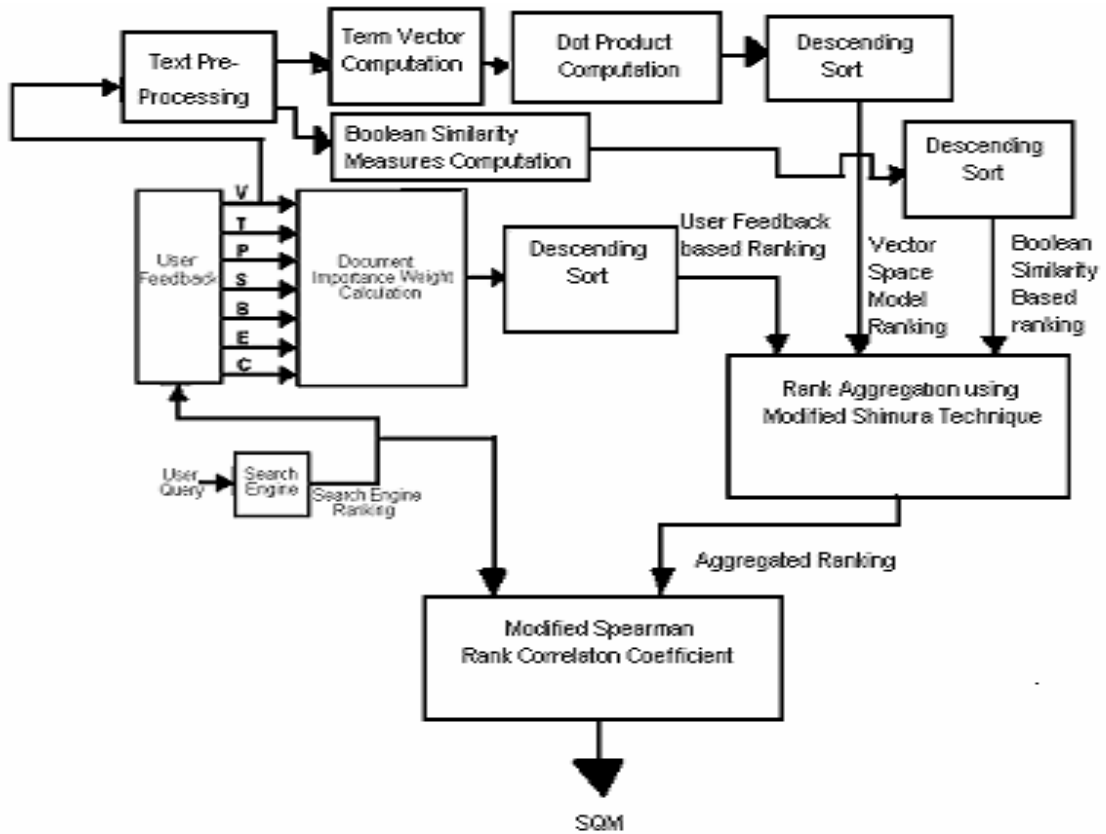 Text Pre-
Processing
Term Vector
Computation
Dot Product
Computation
Descending
Sort
Boolean Similarity
Measures Computation
Descending
Sort
User
Feedback
V
T
P
S
B
E
C
Document
Importance Weight
Calculation
Descending
Sort
User Feedback
based Ranking
Vector
Space
Model
Ranking
Boolean
Similarity
Based
ranking
Rank Aggregation using
Modified Shimura Technique
User
Query
Search
Engine
Search Engine
Ranking
Aggregated Ranking
Modified Spearman
Rank Correlaton Coefficient
SQM